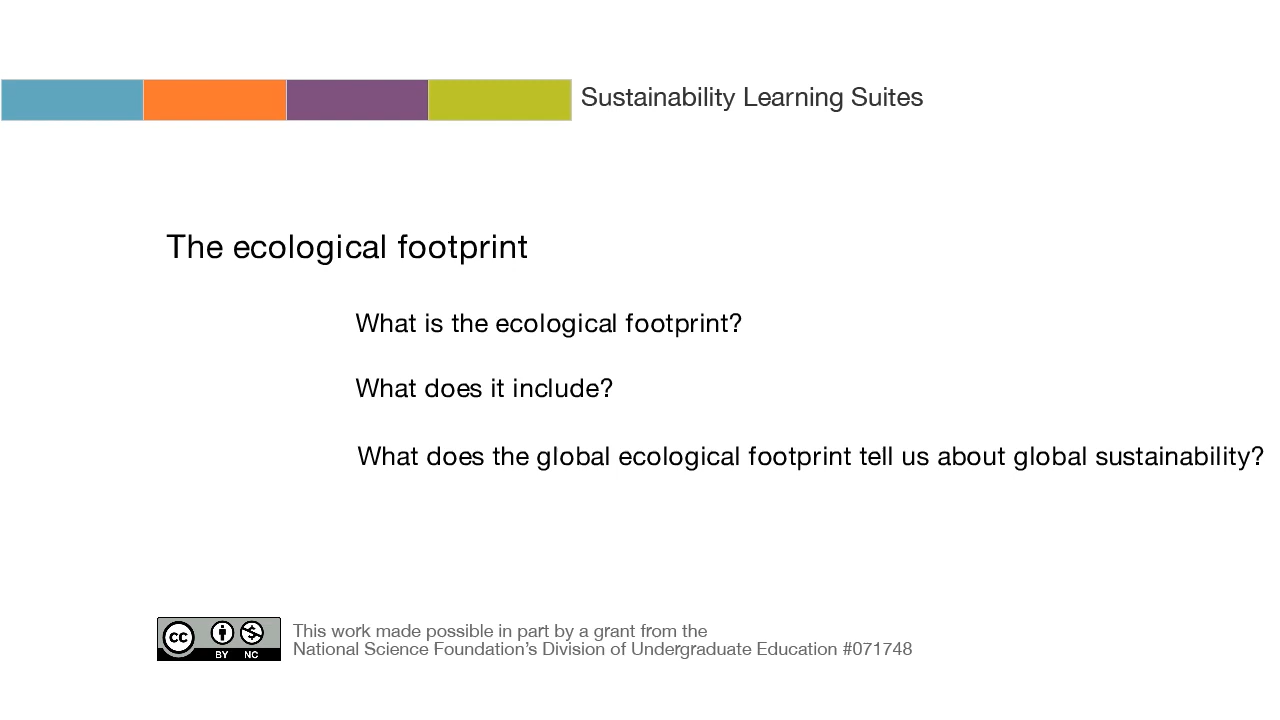 Sustainability Learning Suites
The ecological footprint
What is the ecological footprint?
What does it include?
What does the global ecological footprint tell us about global sustainability?
cc
BY NC
This work made possible in part by a grant from the
National Science Foundation’s Division of Undergraduate Education #071748